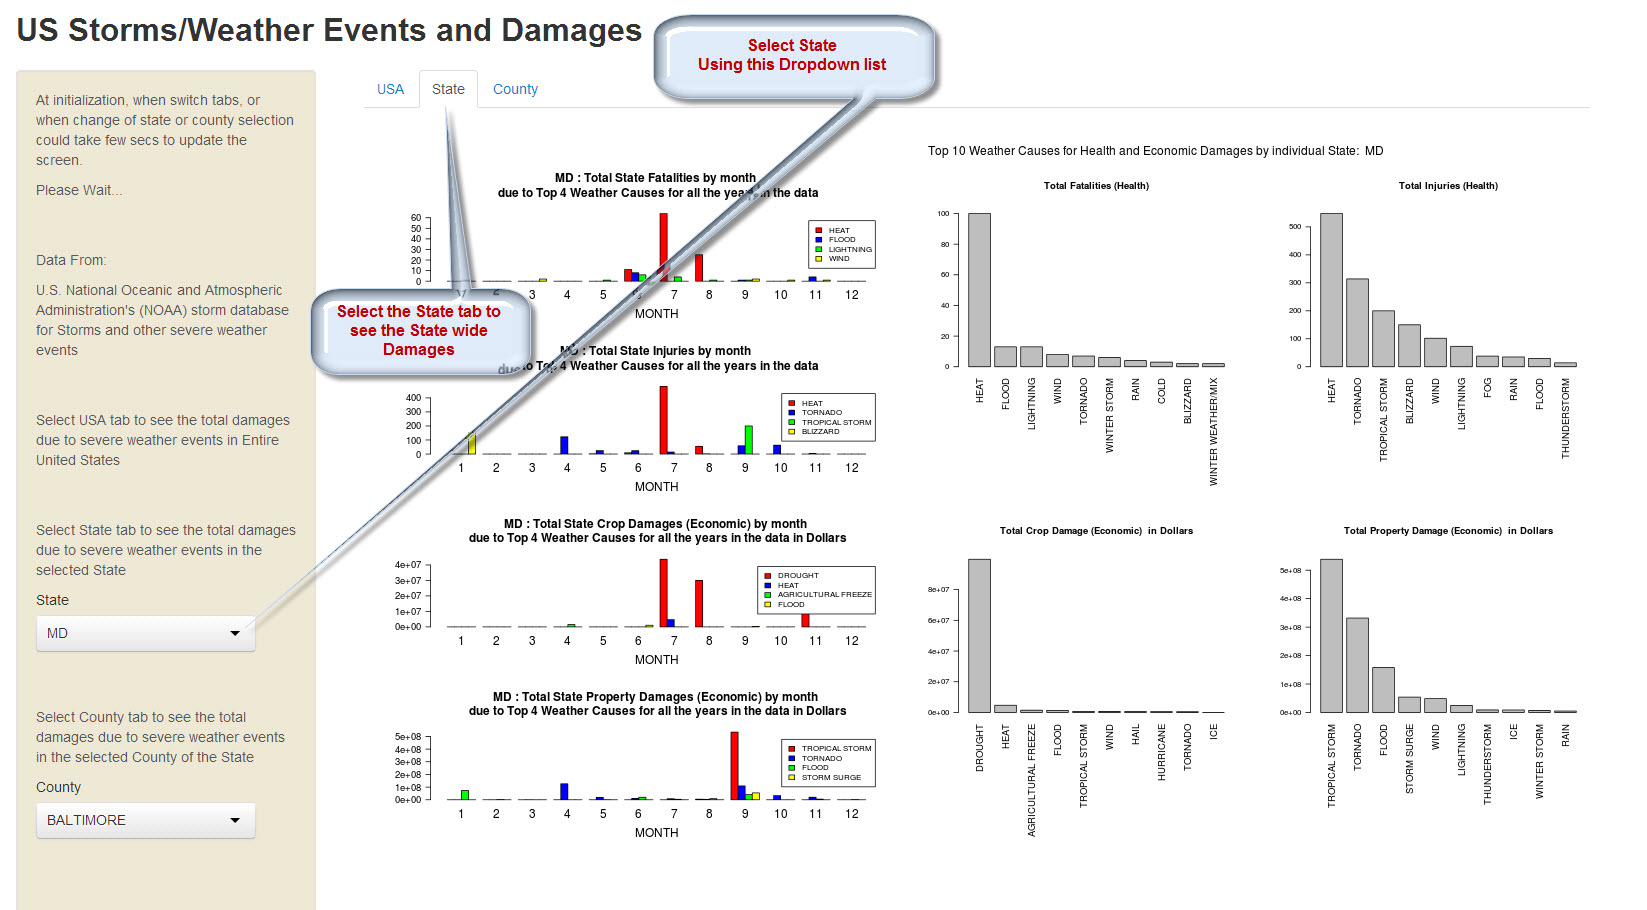 US Storms/Weather Events and Damages
Select State
Using this Dropdown list
At initialization, when switch tabs, or
when change of state or county selection
could take few secs to update the
screen.
Please Wait...
Data From:
U.S. National Oceanic and Atmospheric
Administration's (NOAA) storm database
for Storms and other severe weather
events
Select USA tab to see the total damages
due to severe weather events in Entire
United States
Select State tab to see the total damages
due to severe weather events in the
selected State
State
MD
Select County tab to see the total
damages due to severe weather events
in the selected County of the State
County
BALTIMORE
USA State County
Select the State tab to
see the State wide
Damages
MD : Total State Fatalities by month
due to Top 4 Weather Causes for all the years in the data
60
50
40
30
20
10
0
HEAT
FLOOD
LIGHTNING
WIND
2 3 4 5 6 7 8 9 10 11 12
MONTH
MD : Total State Injuries by month
due to Top 4 Weather Causes for all the years in the data
400
300
200
100
0
HEAT
TORNADO
TROPICAL STORM
BLIZZARD
1 2 3 4 5 6 7 8 9 10 11 12
MONTH
MD : Total State Crop Damages (Economic) by month
due to Top 4 Weather Causes for all the years in the data in Dollars
4e+07
3e+07
2e+07
1e+07
0e+00
DROUGHT
HEAT
AGRICULTURAL FREEZE
FLOOD
1 2 3 4 5 6 7 8 9 10 11 12
MONTH
MD : Total State Property Damages (Economic) by month
due to Top 4 Weather Causes for all the years in the data in Dollars
5e+08
4e+08
3e+08
2e+08
1e+08
0e+00
TROPICAL STORM
TORNADO
FLOOD
STORM SURGE
1 2 3 4 5 6 7 8 9 10 11 12
MONTH
Top 10 Weather Causes for Health and Economic Damages by individual State: MD
Total Fatalities (Health)
100
80
60
40
20
0
HEAT
FLOOD
LIGHTNING
WIND
TORNADO
WINTER STORM
RAIN
COLD
BLIZZARD
WINTER WEATHER/MIX
Total Injuries (Health)
500
400
300
200
100
0
HEAT
TORNADO
TROPICAL STORM
BLIZZARD
WIND
LIGHTNING
FOG
RAIN
FLOOD
THUNDERSTORM
Total Crop Damage (Economic) in Dollars
8e+07
6e+07
4e+07
2e+07
0e+00
DROUGHT
HEAT
AGRICULTURAL FREEZE
FLOOD
TROPICAL STORM
WIND
HAIL
HURRICANE
TORNADO
ICE
Total Property Damage (Economic) in Dollars
5e+08
4e+08
3e+08
2e+08
1e+08
0e+00
TROPICAL STORM
TORNADO
FLOOD
STORM SURGE
WIND
LIGHTNING
THUNDERSTORM
ICE
WINTER STORM
RAIN